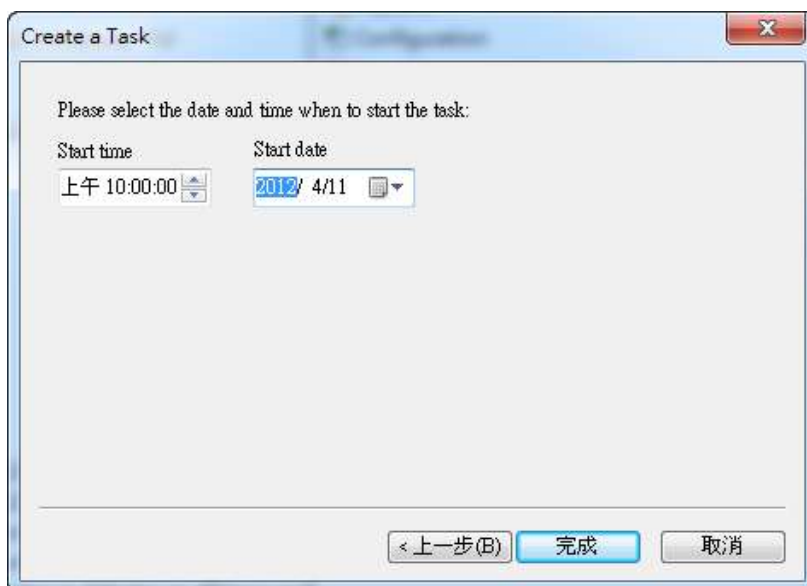 Create a Task
Configuration
Please select the date and time when to start the task:
Start time
Start date
上午 10:00:00
2012/ 4/11
< 上一步(B)
完成
取消